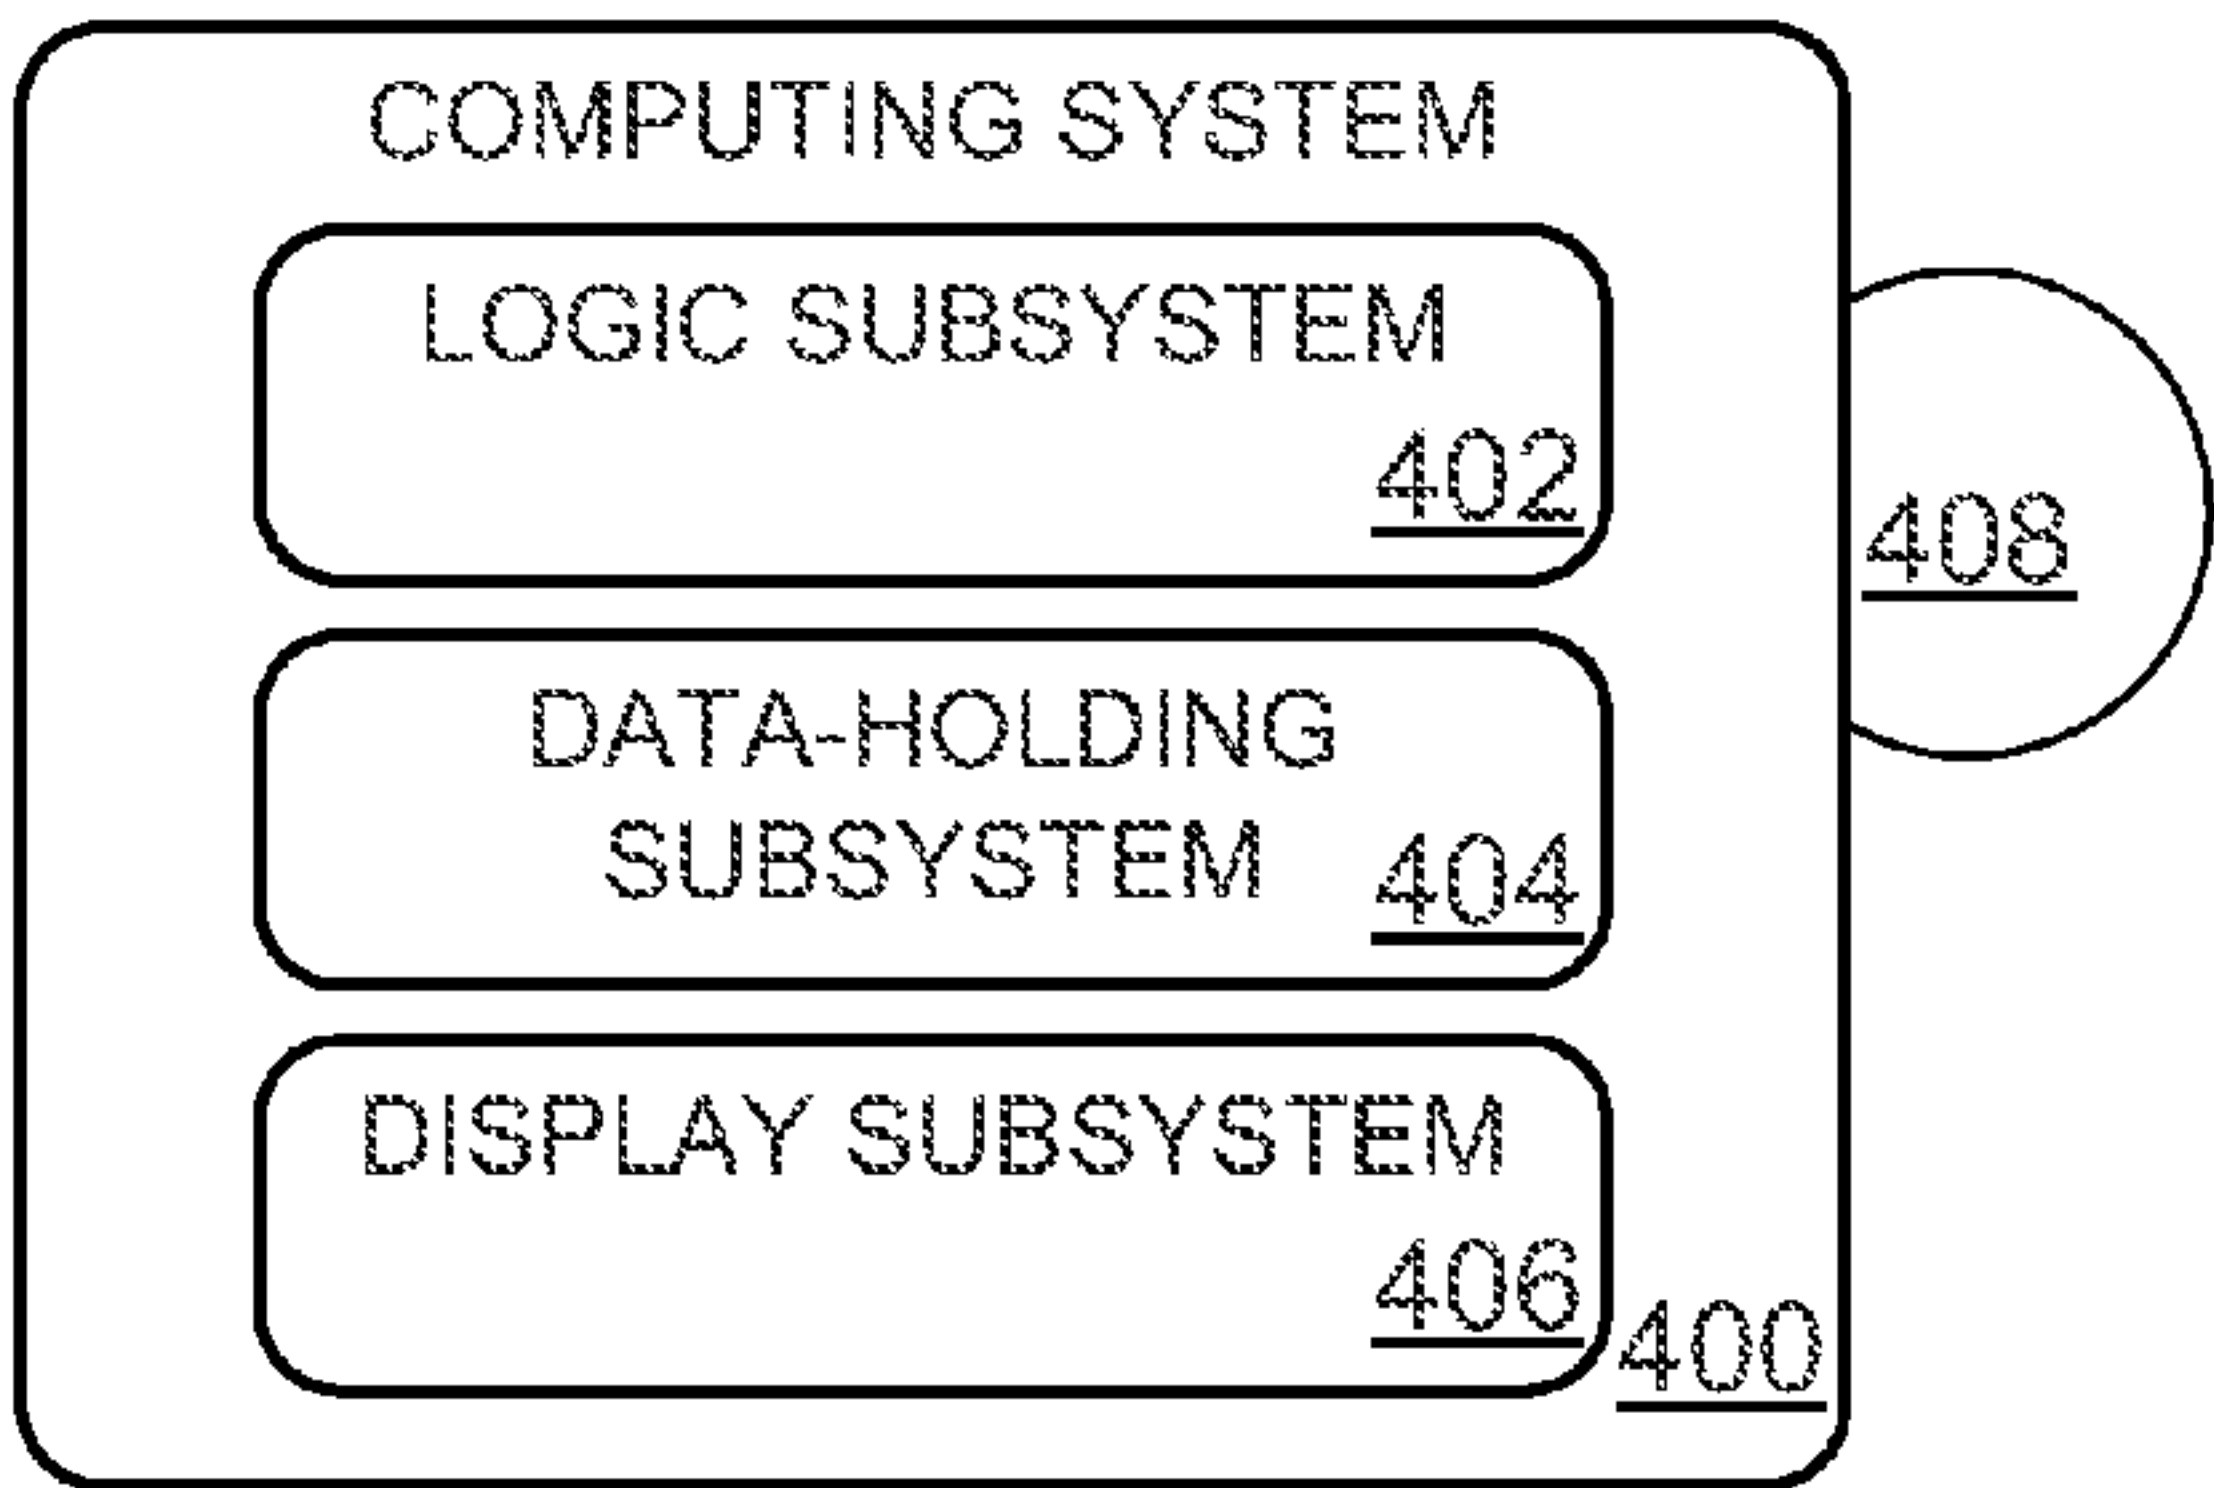 COMPUTING SYSTEM
LOGIC SUBSYSTEM
402
408
DATA-HOLDING
SUBSYSTEM 404
DISPLAY SUBSYSTEM
406
400